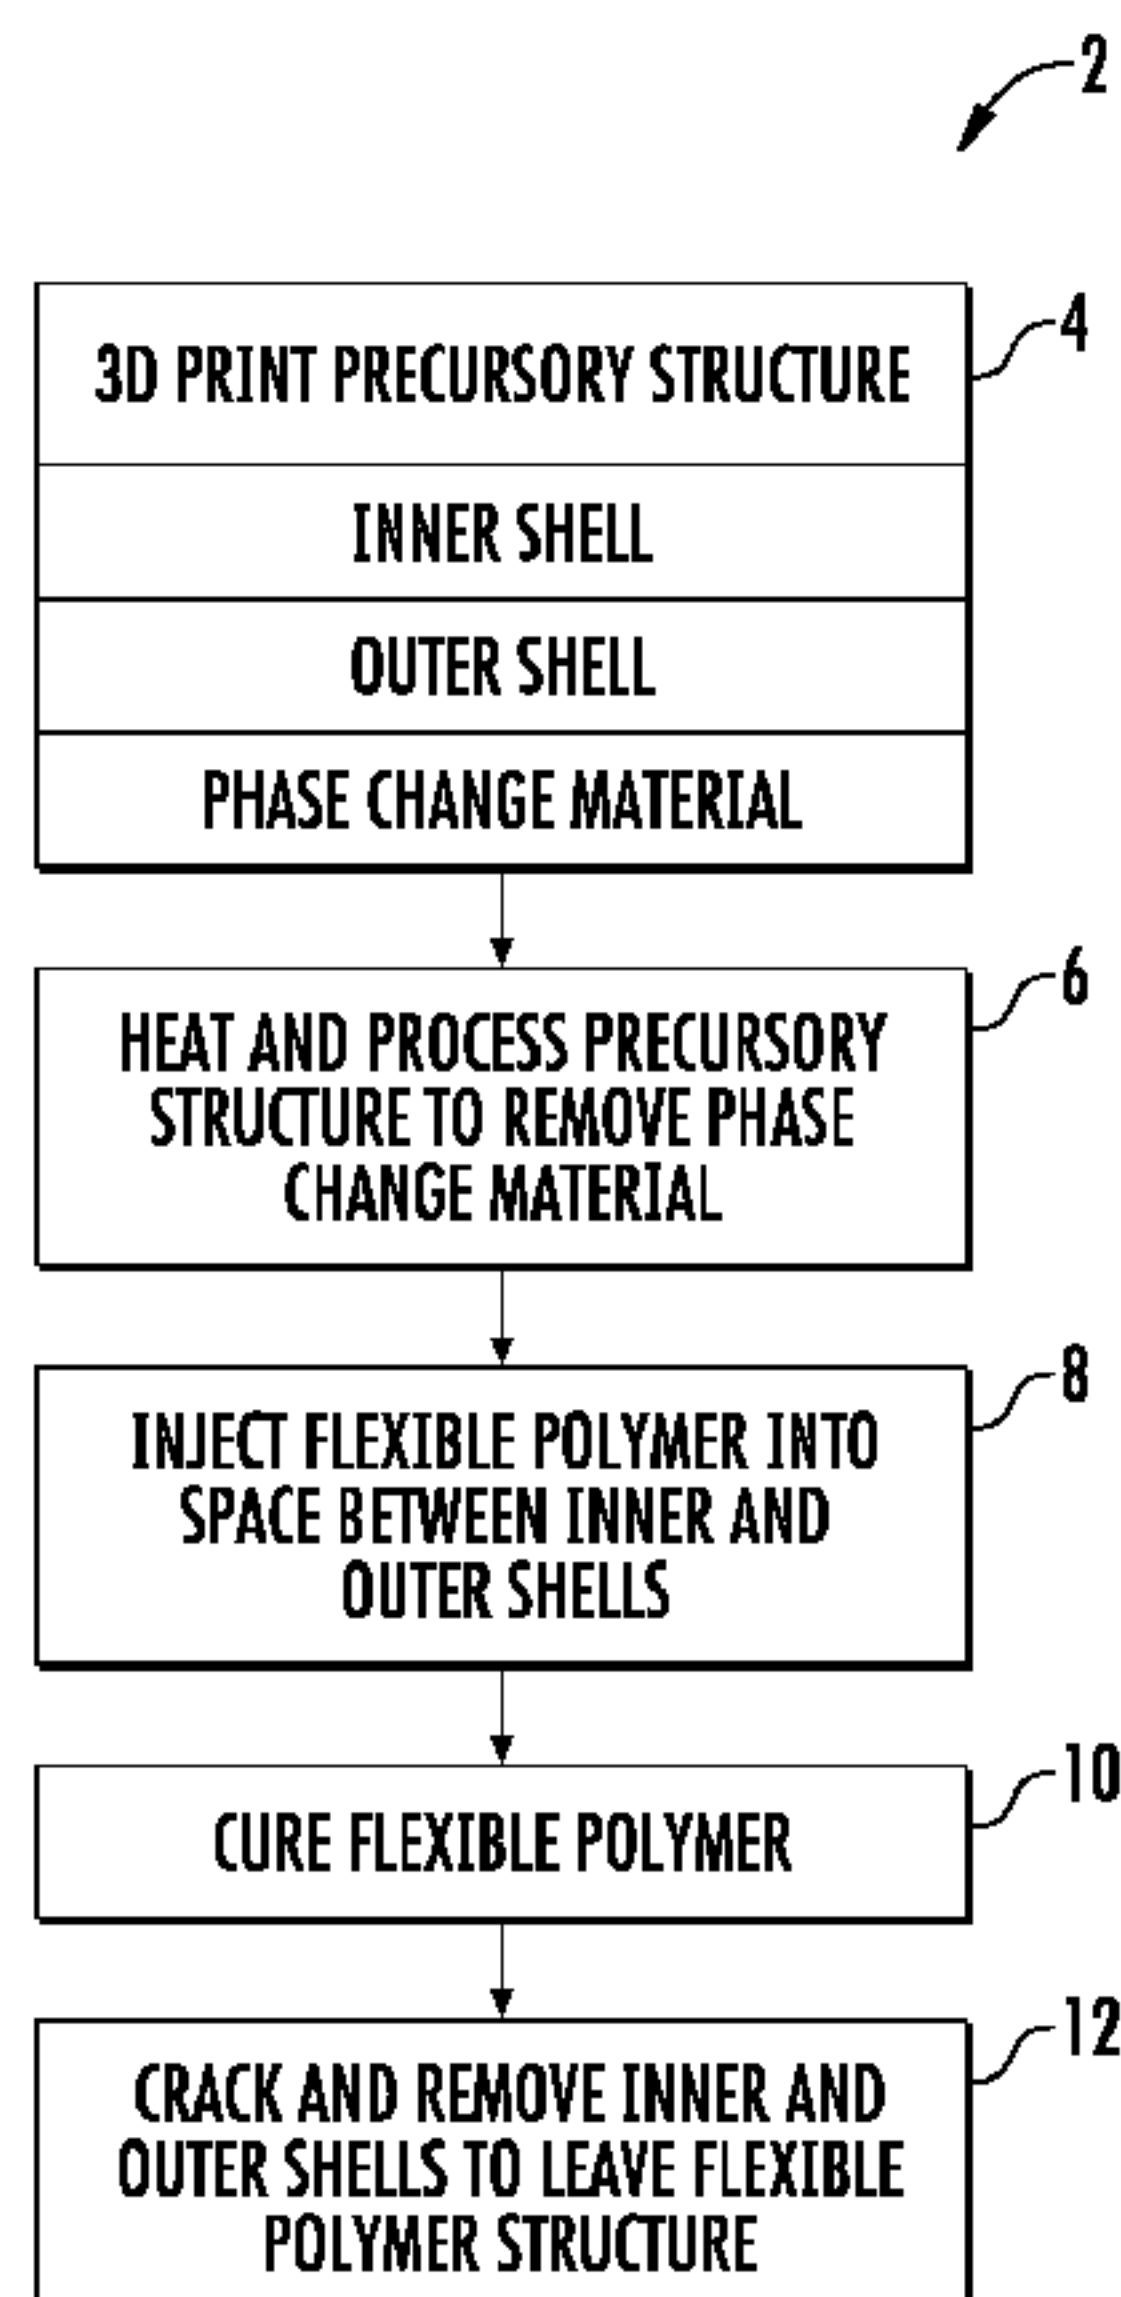 2
3D PRINT PRECURSORY STRUCTURE
4
INNER SHELL
OUTER SHELL
PHASE CHANGE MATERIAL
6
HEAT AND PROCESS PRECURSORY
STRUCTURE TO REMOVE PHASE
CHANGE MATERIAL
8
INJECT FLEXIBLE POLYMER INTO
SPACE BETWEEN INNER AND
OUTER SHELLS
10
CURE FLEXIBLE POLYMER
12
CRACK AND REMOVE INNER AND
OUTER SHELLS TO LEAVE FLEXIBLE
POLYMER STRUCTURE